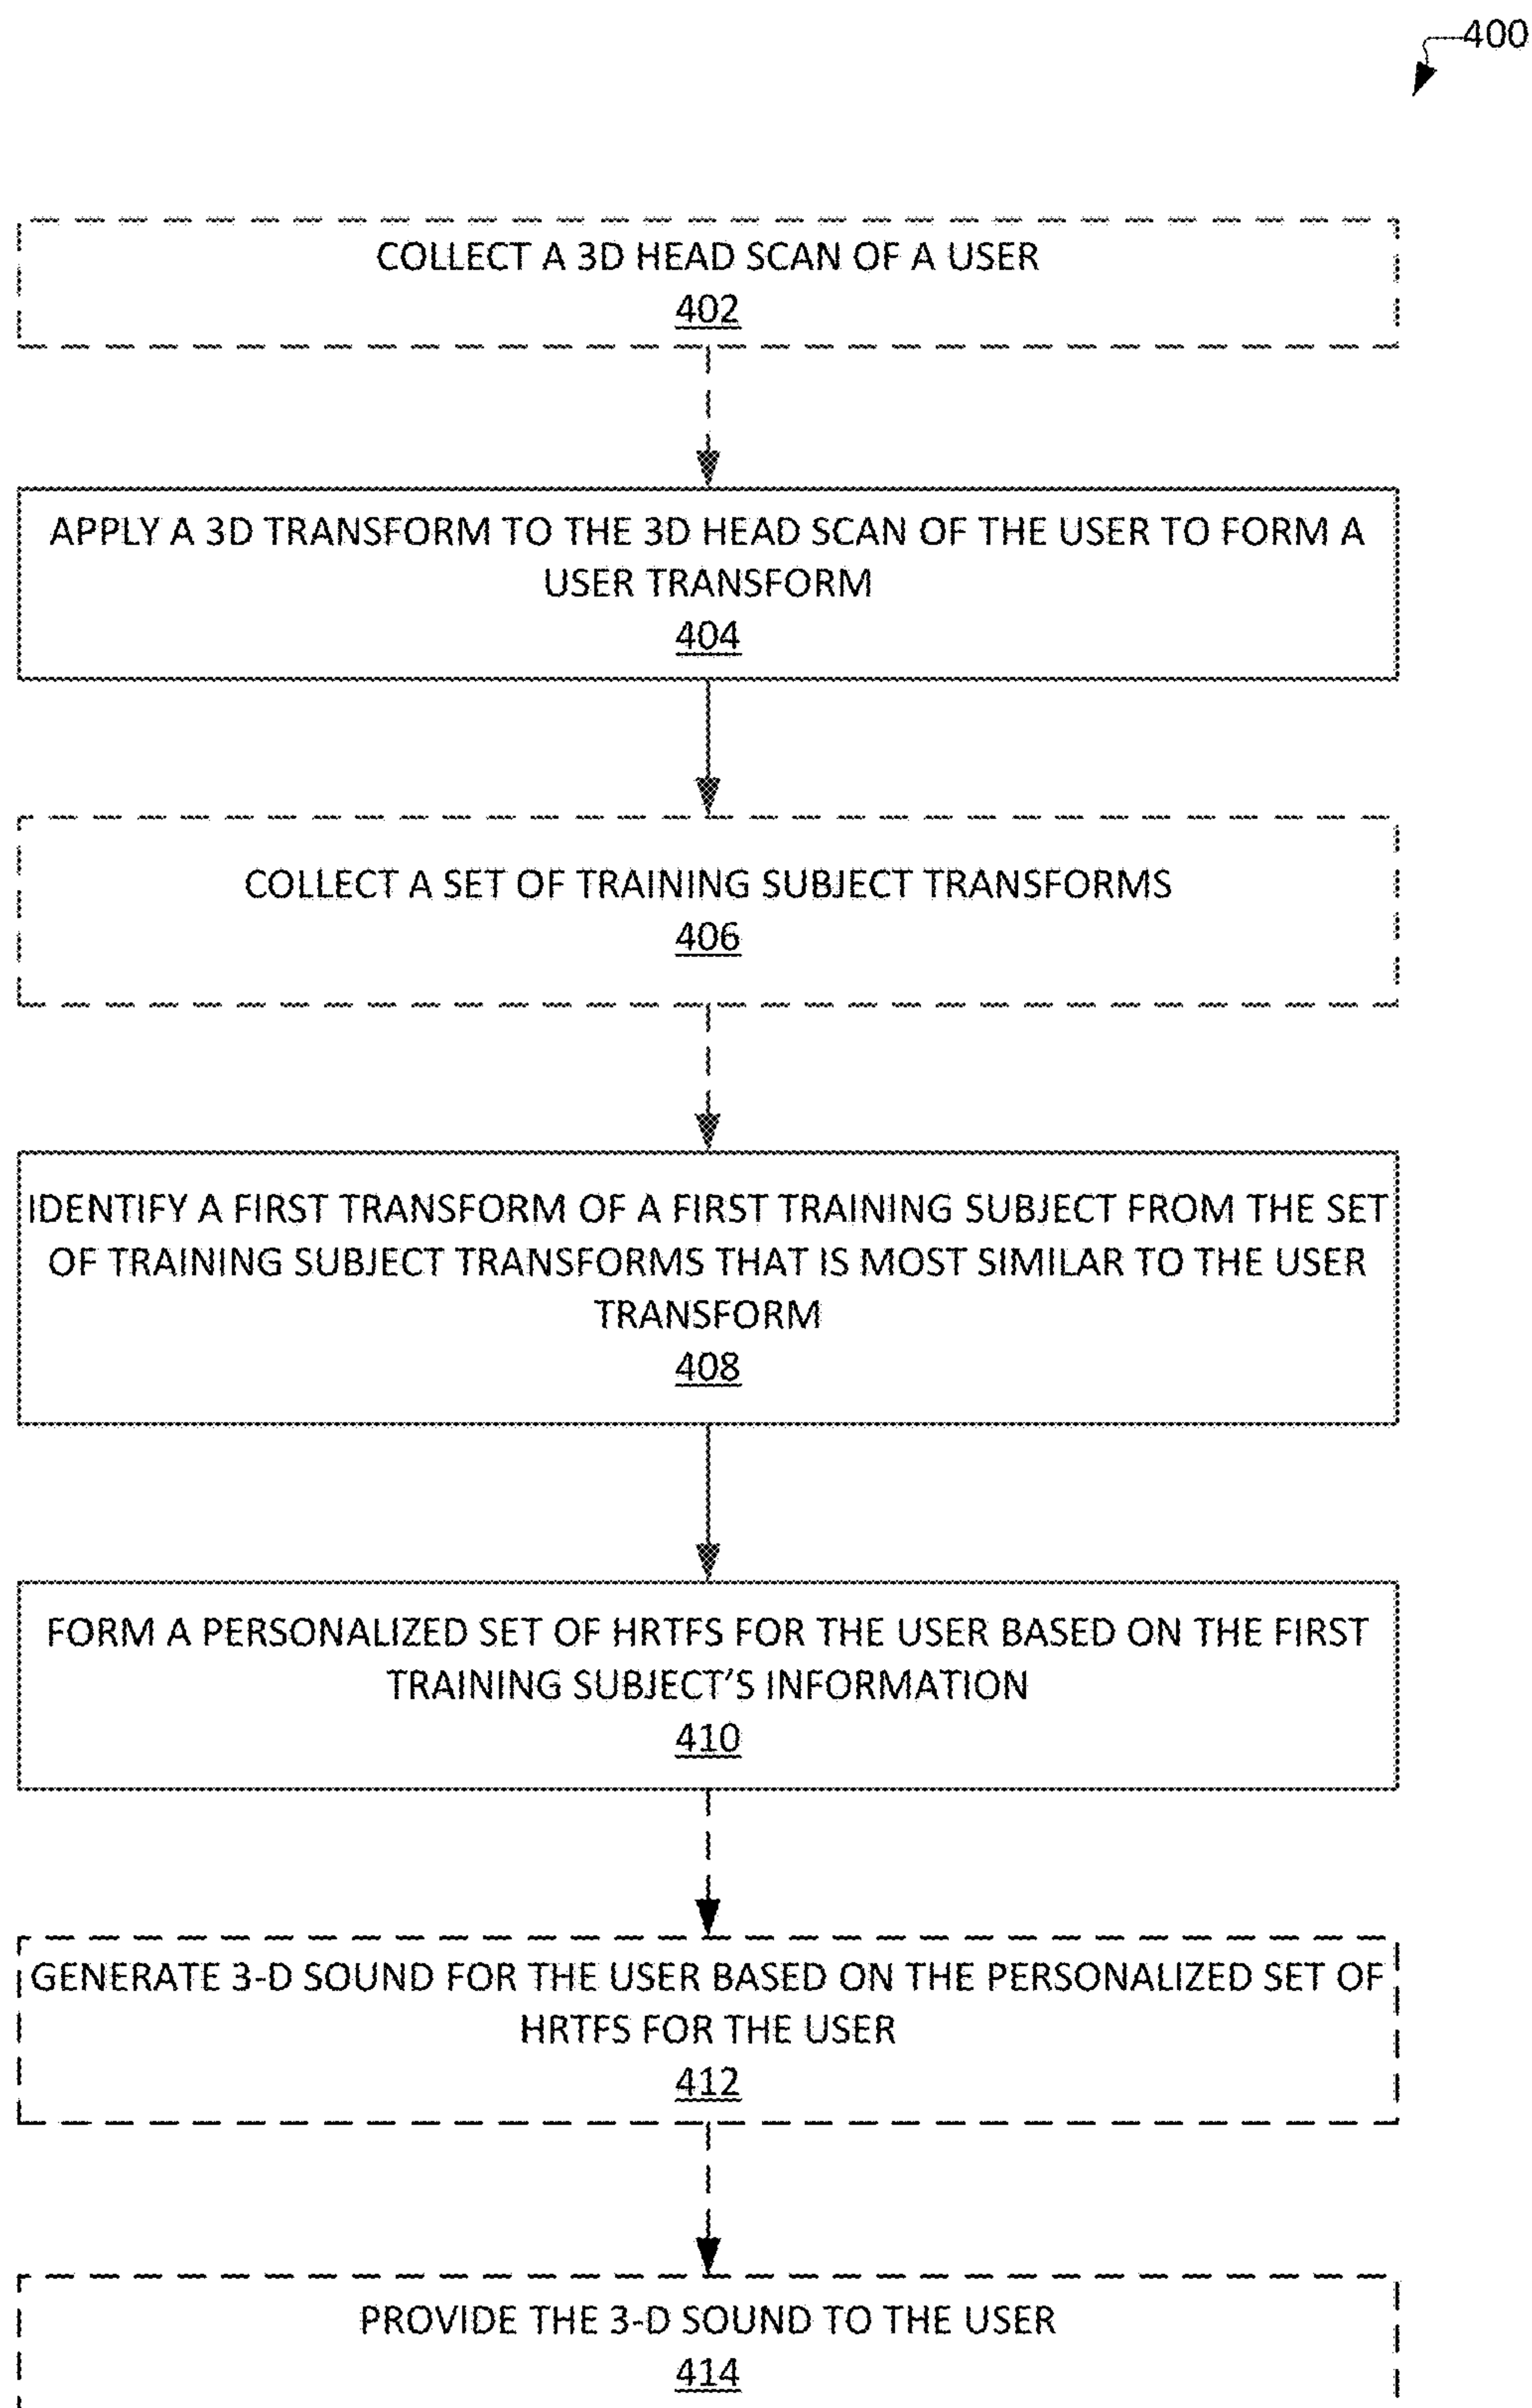 400
COLLECT A 3D HEAD SCAN OF A USER
402
APPLY A 3D TRANSFORM TO THE 3D HEAD SCAN OF THE USER TO FORM A
USER TRANSFORM
404
COLLECT A SET OF TRAINING SUBJECT TRANSFORMS
406
IDENTIFY A FIRST TRANSFORM OF A FIRST TRAINING SUBJECT FROM THE SET
OF TRAINING SUBJECT TRANSFORMS THAT IS MOST SIMILAR TO THE USER
TRANSFORM
408
FORM A PERSONALIZED SET OF HRTFS FOR THE USER BASED ON THE FIRST
TRAINING SUBJECT'S INFORMATION
410
GENERATE 3-D SOUND FOR THE USER BASED ON THE PERSONALIZED SET OF
HRTFS FOR THE USER
412
PROVIDE THE 3-D SOUND TO THE USER
414